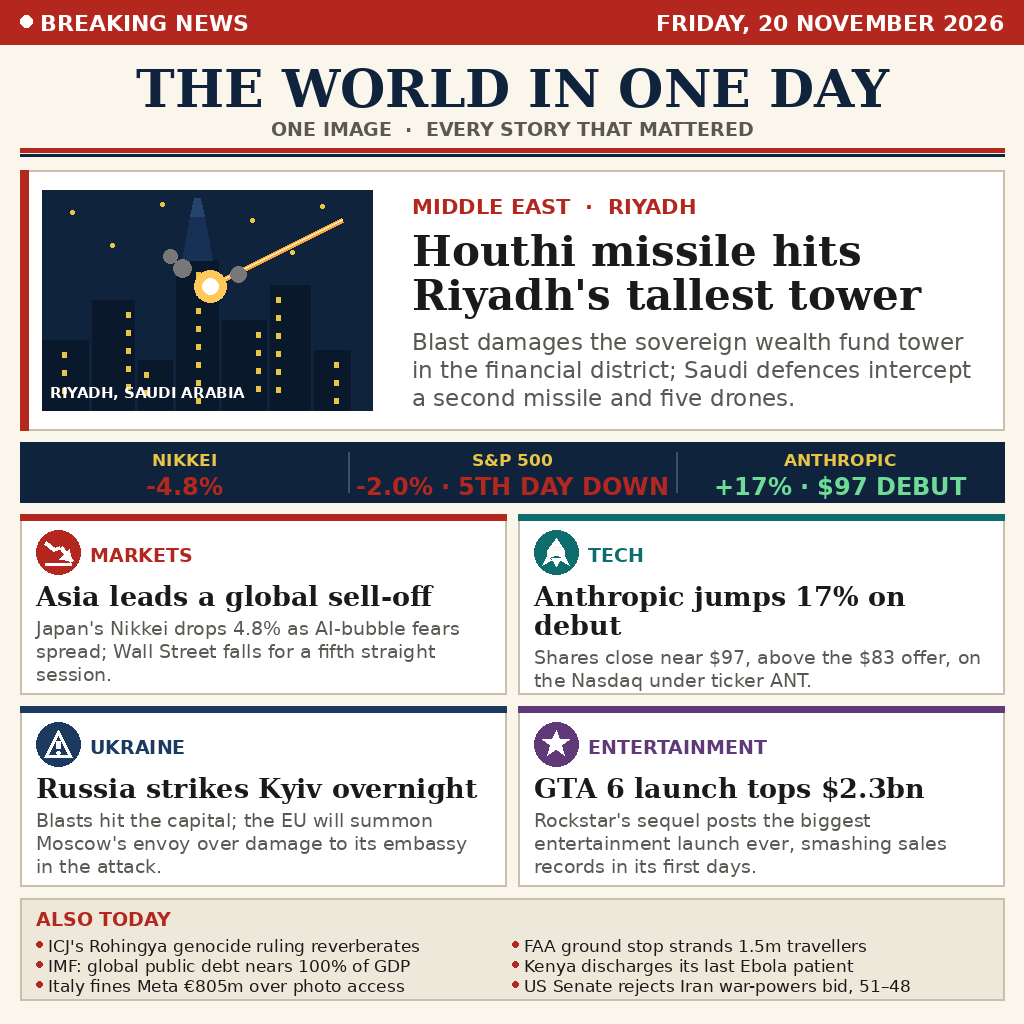 BREAKING NEWS
FRIDAY, 20 NOVEMBER 2026
THE WORLD IN ONE DAY
ONE IMAGE · EVERY STORY THAT MATTERED
RIYADH, SAUDI ARABIA
MIDDLE EAST · RIYADH
Houthi missile hits
Riyadh's tallest tower
Blast damages the sovereign wealth fund tower
in the financial district; Saudi defences intercept
a second missile and five drones.
NIKKEI
-4.8%
S&P 500
-2.0% · 5TH DAY DOWN
ANTHROPIC
+17% · $97 DEBUT
MARKETS
Asia leads a global sell-off
Japan's Nikkei drops 4.8% as AI-bubble fears
spread; Wall Street falls for a fifth straight
session.
TECH
Anthropic jumps 17% on
debut
Shares close near $97, above the $83 offer, on
the Nasdaq under ticker ANT.
UKRAINE
Russia strikes Kyiv overnight
Blasts hit the capital; the EU will summon
Moscow's envoy over damage to its embassy
in the attack.
ENTERTAINMENT
GTA 6 launch tops $2.3bn
Rockstar's sequel posts the biggest
entertainment launch ever, smashing sales
records in its first days.
ALSO TODAY
ICJ's Rohingya genocide ruling reverberates
IMF: global public debt nears 100% of GDP
Italy fines Meta €805m over photo access
FAA ground stop strands 1.5m travellers
Kenya discharges its last Ebola patient
US Senate rejects Iran war-powers bid, 51–48